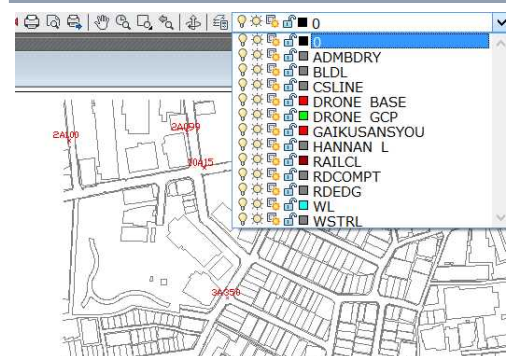 0
0
ADMBDRY
BLDL
CSLINE
DRONE BASE
DRONE GCP
GAIKUSANSYOU
HANNAN L
RAILCL
RDCOMPT
RDEDG
WL
WSTRL
2A100
2A099
10A15
3A350